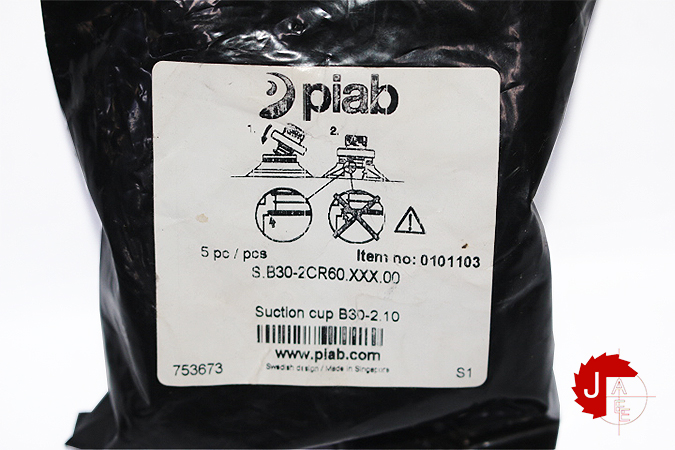 piab
1.
2.
4
5 pc / pcs
Item no: 0101103
S.B30-2CR60.XXX.00
Suction cup B30-2.10
www.piab.com
Swedish design / Made in Singapore
753673
S1
J